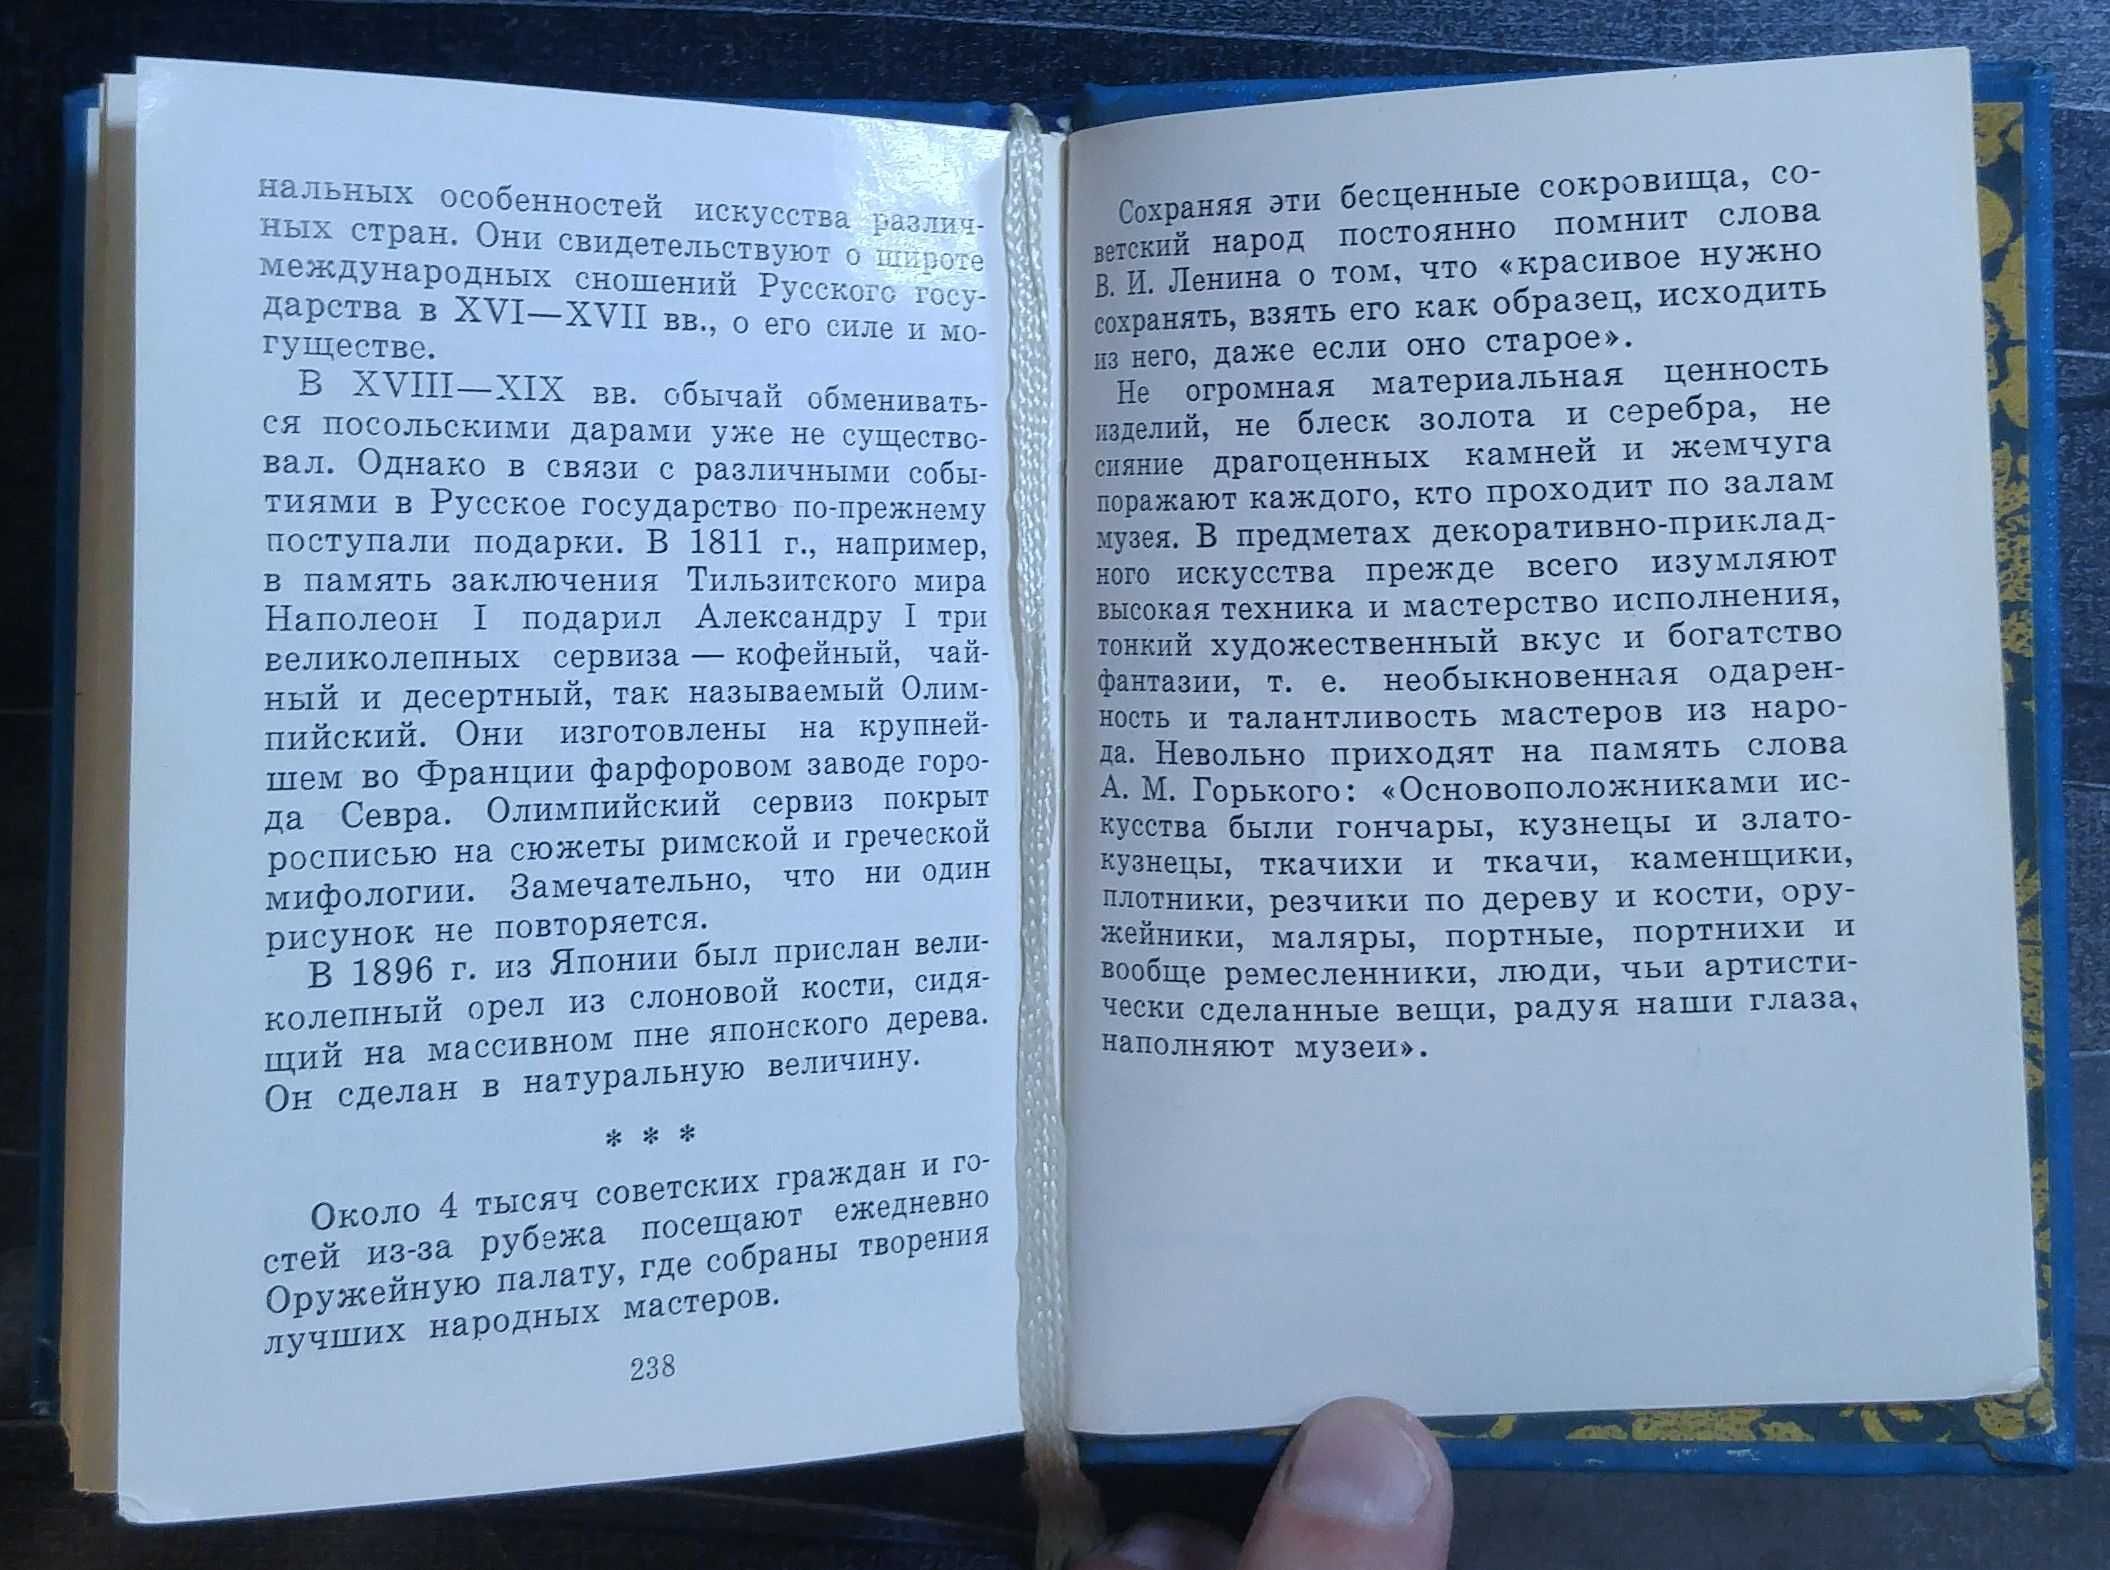 нальных особенностей искусства различ-
ных стран. Они свидетельствуют о широте
международных сношений Русского госу-
дарства в XVI—XVII вв., о его силе и мо-
гуществе.
В XVIII—XIX вв. обычай обменивать-
ся посольскими дарами уже не существо-
вал. Однако в связи с различными собы-
тиями в Русское государство по-прежнему
поступали подарки. В 1811 г., например,
в память заключения Тильзитского мира
Наполеон I подарил Александру I три
великолепных сервиза — кофейный, чай-
ный и десертный, так называемый Олим-
пийский. Они изготовлены на крупней-
шем во Франции фарфоровом заводе горо-
да Севра. Олимпийский сервиз покрыт
росписью на сюжеты римской и греческой
мифологии. Замечательно, что ни один
рисунок не повторяется.
В 1896 г. из Японии был прислан вели-
колепный орел из слоновой кости, сидя-
щий на массивном пне японского дерева.
Он сделан в натуральную величину.
* * *
Около 4 тысяч советских граждан и го-
стей из-за рубежа посещают ежедневно
Оружейную палату, где собраны творения
лучших народных мастеров.
238
Сохраняя эти бесценные сокровища, со-
ветский народ постоянно помнит слова
В. И. Ленина о том, что «красивое нужно
сохранять, взять его как образец, исходить
из него, даже если оно старое».
Не огромная материальная ценность
изделий, не блеск золота и серебра, не
сияние драгоценных камней и жемчуга
поражают каждого, кто проходит по залам
музея. В предметах декоративно-приклад-
ного искусства прежде всего изумляют
высокая техника и мастерство исполнения,
тонкий художественный вкус и богатство
фантазии, т. е. необыкновенная одарен-
ность и талантливость мастеров из наро-
да. Невольно приходят на память слова
А. М. Горького: «Основоположниками ис-
кусства были гончары, кузнецы и злато-
кузнецы, ткачихи и ткачи, каменщики,
плотники, резчики по дереву и кости, ору-
жейники, маляры, портные, портнихи и
вообще ремесленники, люди, чьи артисти-
чески сделанные вещи, радуя наши глаза,
наполняют музеи».